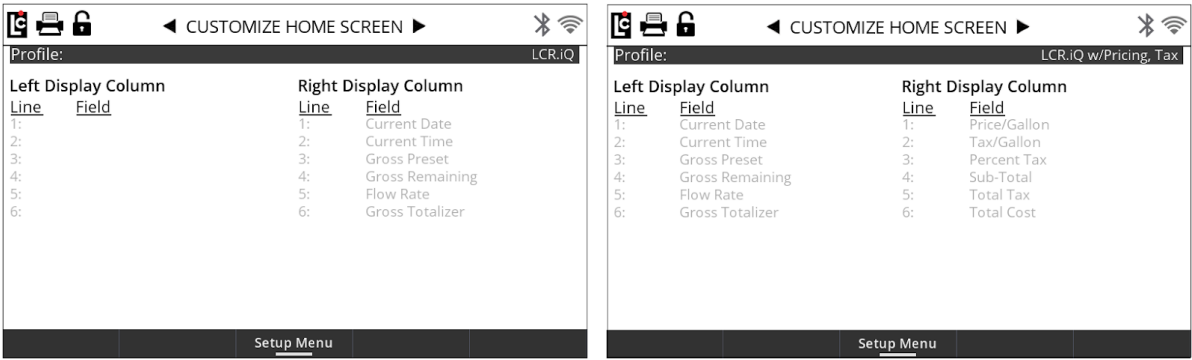 LC ◀ CUSTOMIZE HOME SCREEN ▶
Profile: LCR.iQ
Left Display Column Right Display Column
Line Field Line Field
1: 1: Current Date
2: 2: Current Time
3: 3: Gross Preset
4: 4: Gross Remaining
5: 5: Flow Rate
6: 6: Gross Totalizer
Setup Menu
LC ◀ CUSTOMIZE HOME SCREEN ▶
Profile: LCR.iQ w/Pricing, Tax
Left Display Column Right Display Column
Line Field Line Field
1: Current Date 1: Price/Gallon
2: Current Time 2: Tax/Gallon
3: Gross Preset 3: Percent Tax
4: Gross Remaining 4: Sub-Total
5: Flow Rate 5: Total Tax
6: Gross Totalizer 6: Total Cost
Setup Menu